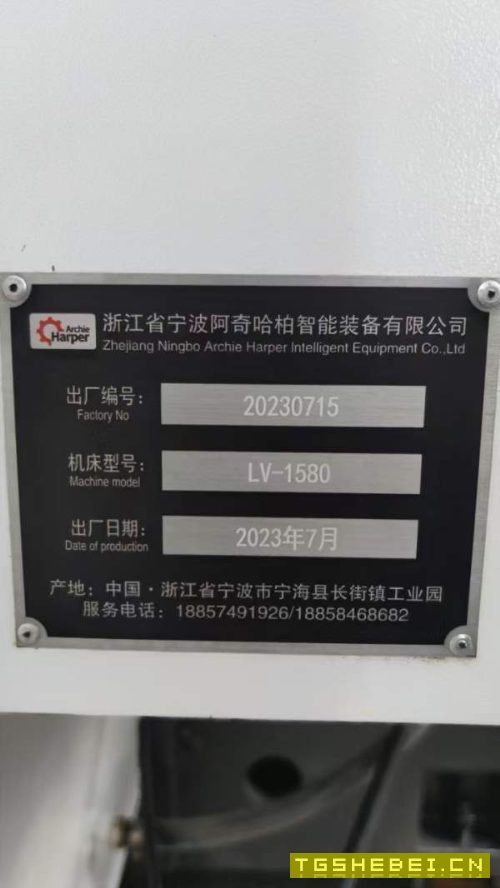 Archie
Harper
浙江省宁波阿奇哈柏智能装备有限公司
Zhejiang Ningbo Archie Harper Intelligent Equipment Co.,Ltd
出厂编号： 20230715
Factory No
机床型号： LV-1580
Machine model
出厂日期： 2023年7月
Date of production
产地：中国·浙江省宁波市宁海县长街镇工业园
服务电话：18857491926/18858468682
TGSHEBEI.CN